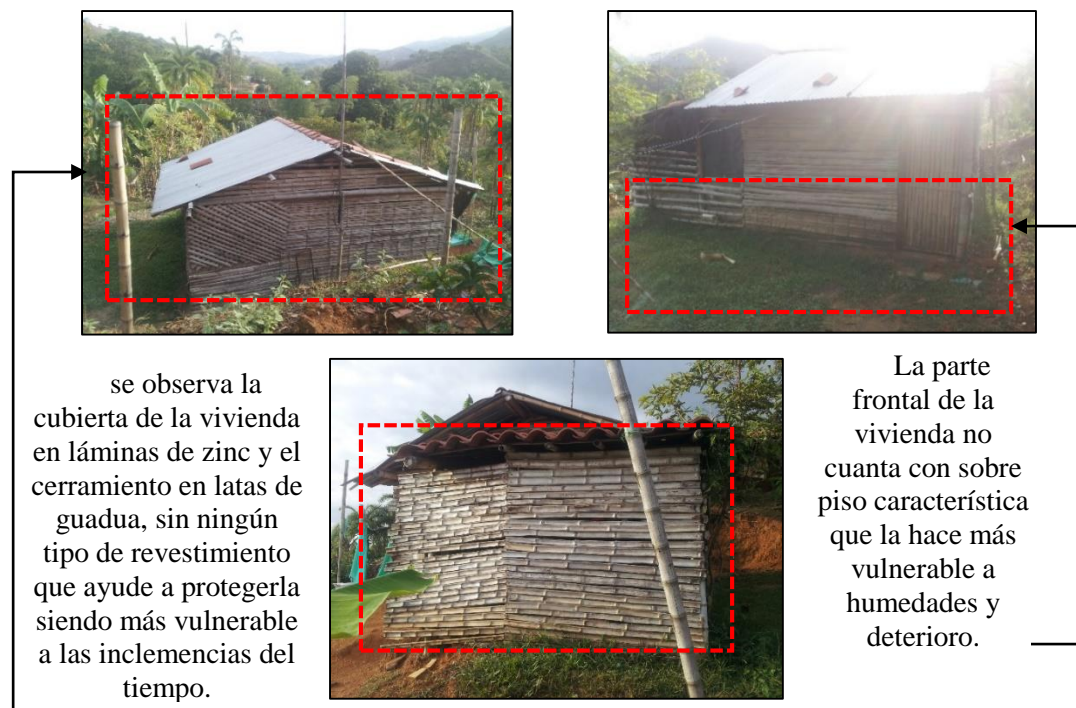 se observa la
cubierta de la vivienda
en láminas de zinc y el
cerramiento en latas de
guadua, sin ningún
tipo de revestimiento
que ayude a protegerla
siendo más vulnerable
a las inclemencias del
tiempo.
La parte
frontal de la
vivienda no
cuanta con sobre
piso característica
que la hace más
vulnerable a
humedades y
deterioro.